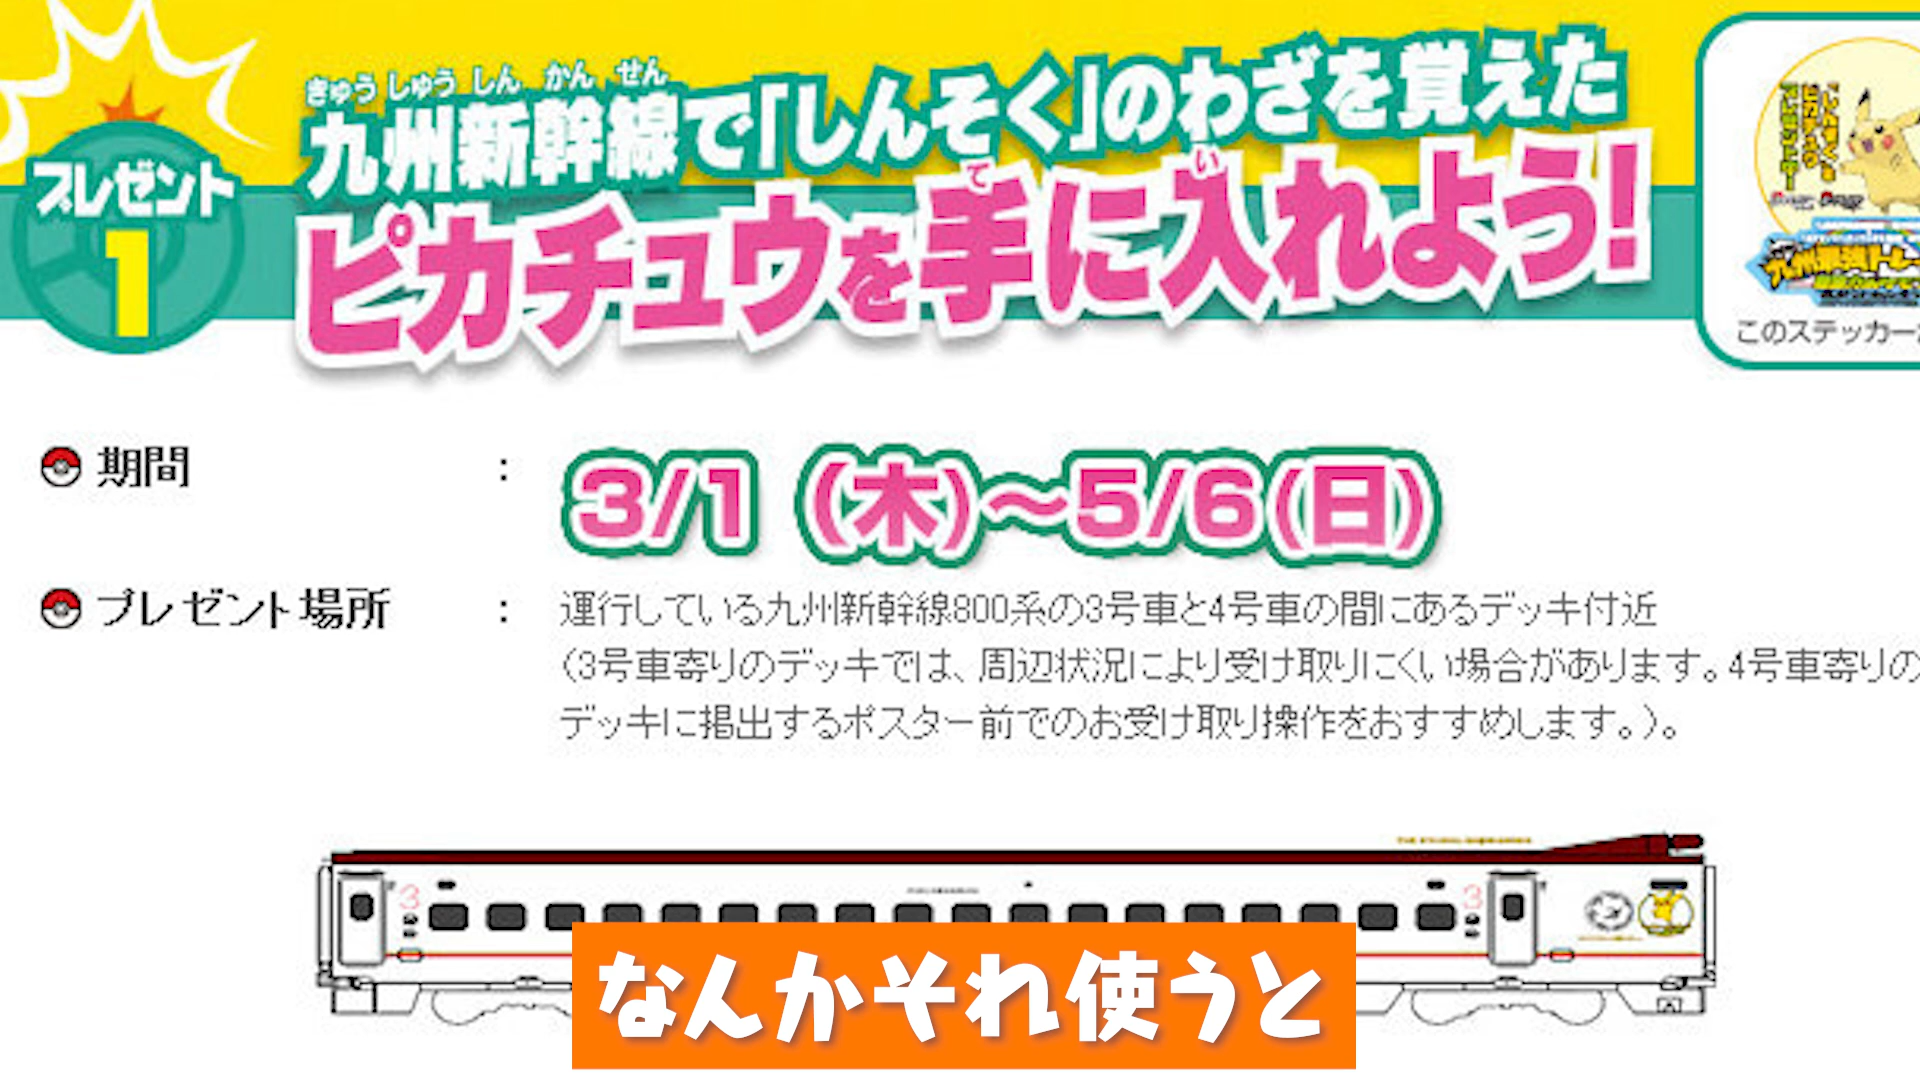 プレゼント
1
きゅうしゅうしんかんせん
九州新幹線で「しんそく」のわざを覚えた
て い
ピカチュウを手に入れよう!
このステッカーが
期間 : 3/1(木)~5/6(日)
プレゼント場所 : 運行している九州新幹線800系の3号車と4号車の間にあるデッキ付近
(3号車寄りのデッキでは、周辺状況により受け取りにくい場合があります。4号車寄りの
デッキに掲出するポスター前でのお受け取り操作をおすすめします。)。
3
3
なんかそれ使うと